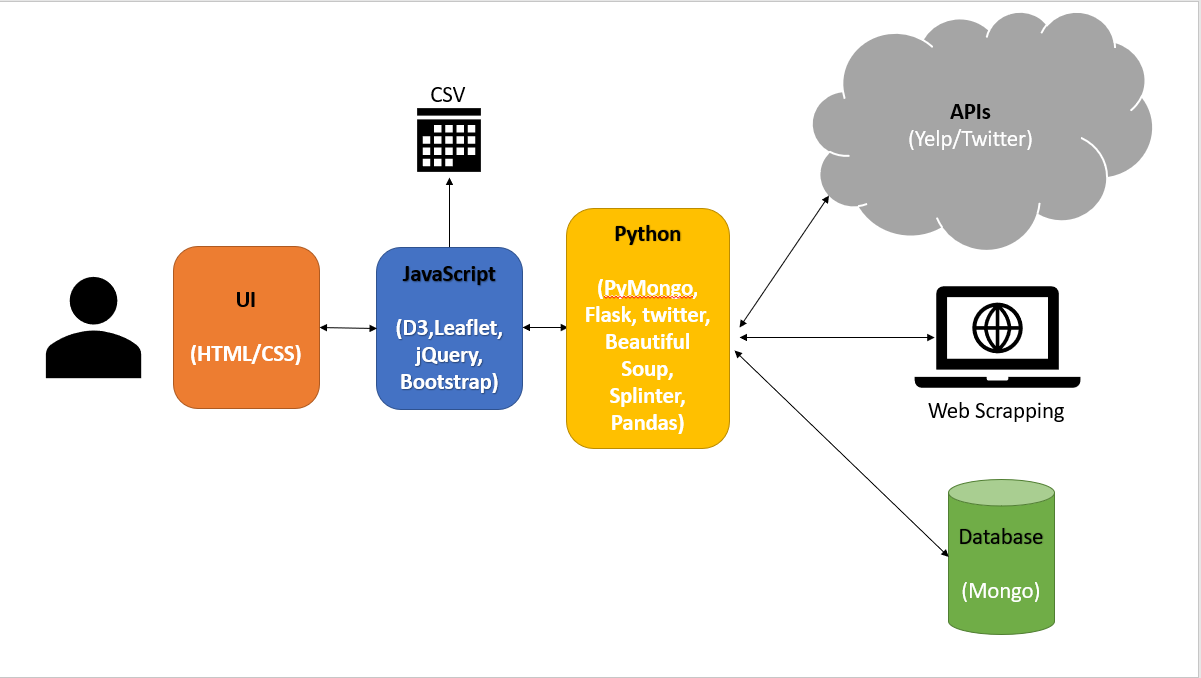 CSV
UI
(HTML/CSS)
JavaScript
(D3,Leaflet,
jQuery,
Bootstrap)
Python
(PyMongo,
Flask, twitter,
Beautiful
Soup,
Splinter,
Pandas)
APIs
(Yelp/Twitter)
Web Scrapping
Database
(Mongo)